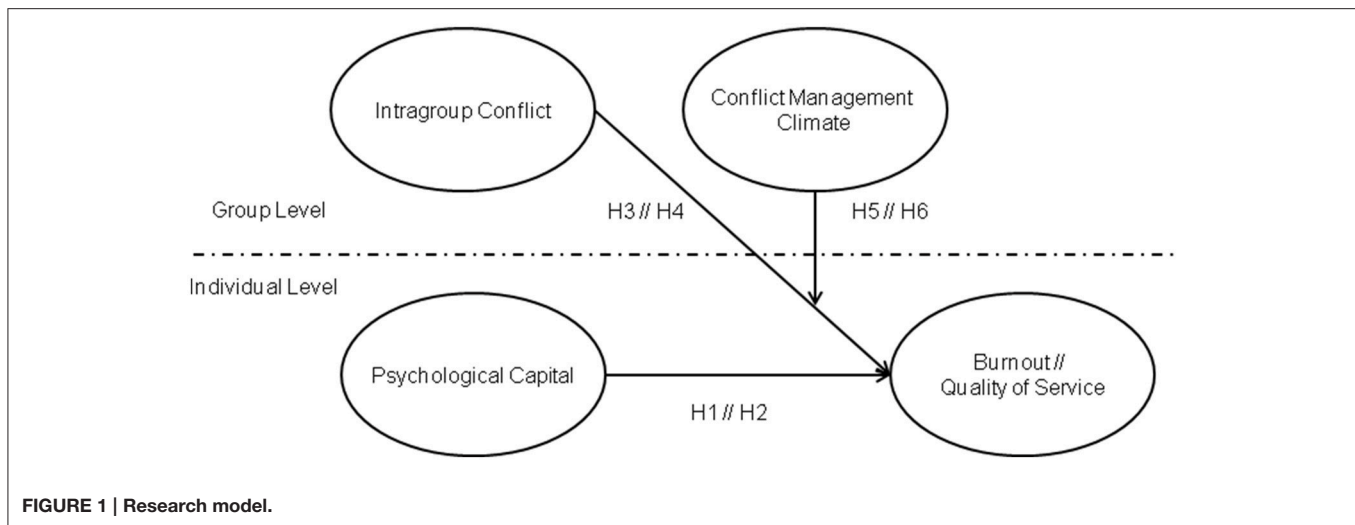 Intragroup Conflict
Conflict Management
Climate
Group Level
H3 // H4
H5 // H6
Individual Level
Psychological Capital
Burnout //
Quality of Service
H1 // H2
FIGURE 1 | Research model.